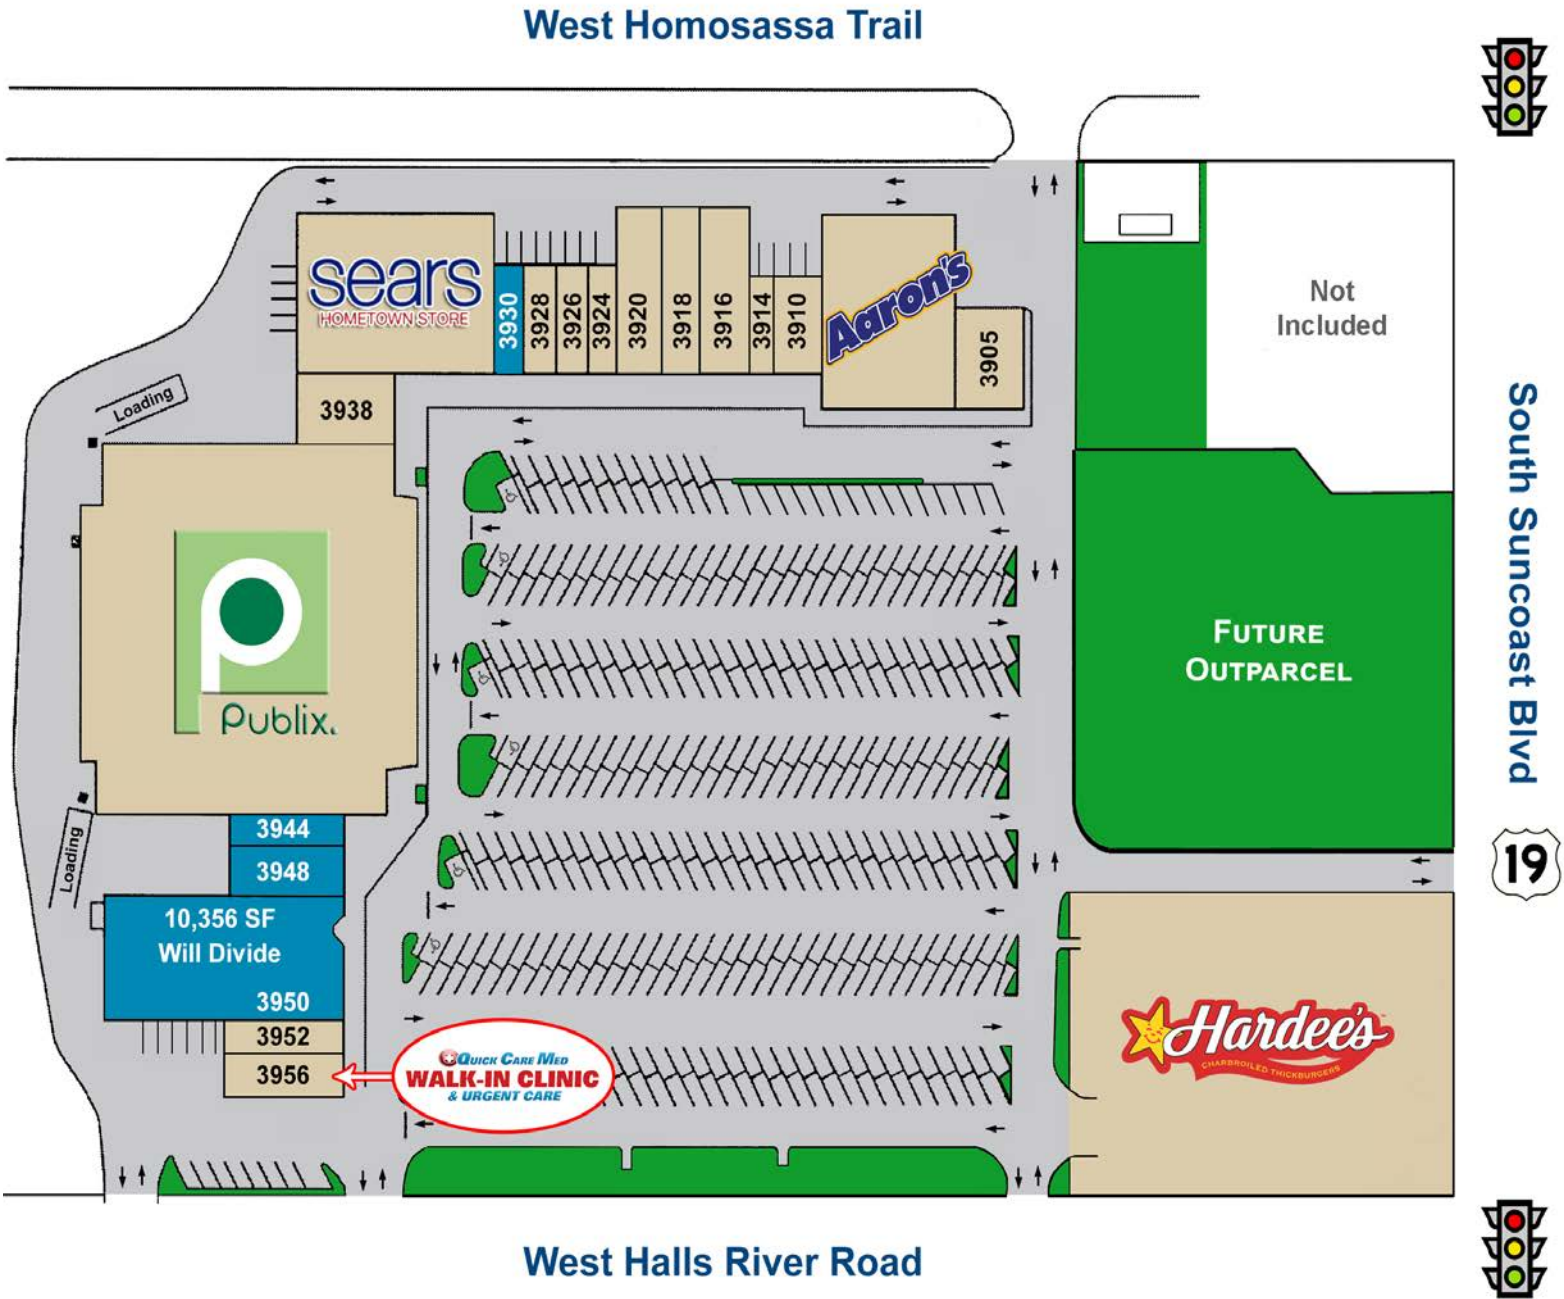 West Homosassa Trail
sears
HOMETOWN STORE
3930
3928
3926
3924
3920
3918
3916
3914
3910
Aaron's
3905
Not
Included
Loading
3938
South Suncoast Blvd
FUTURE
OUTPARCEL
Publix.
3944
3948
Loading
19
10,356 SF
Will Divide
3950
3952
3956
QUICK CARE MED
WALK-IN CLINIC
& URGENT CARE
Hardee's
CHARBROILED THICKBURGERS
West Halls River Road